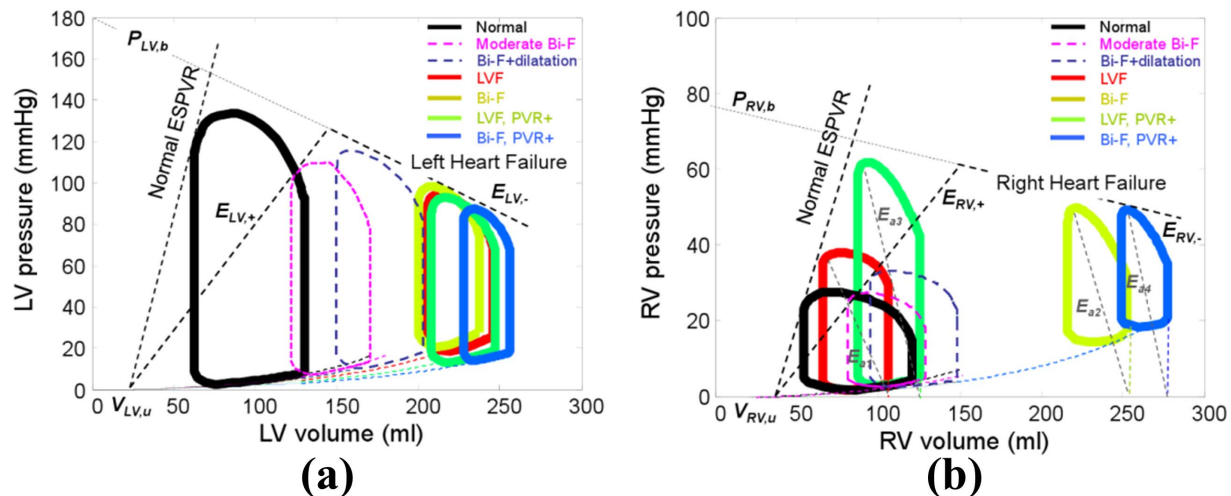 (a)
LV pressure (mmHg)
180
160
140
120
100
80
60
40
20
0
0 50 100 150 200 250 300
LV volume (ml)
P_LV,b
Normal ESPVR
E_LV,+
V_LV,u
Left Heart Failure
E_LV,-
Normal
Moderate Bi-F
Bi-F+dilatation
LVF
Bi-F
LVF, PVR+
Bi-F, PVR+
(a)
(b)
RV pressure (mmHg)
100
80
60
40
20
0
0 50 100 150 200 250 300
RV volume (ml)
P_RV,b
Normal ESPVR
E_RV,+
V_RV,u
Right Heart Failure
E_RV,-
E_a3
E_a1
E_a2
E_a4
Normal
Moderate Bi-F
Bi-F+dilatation
LVF
Bi-F
LVF, PVR+
Bi-F, PVR+
(b)